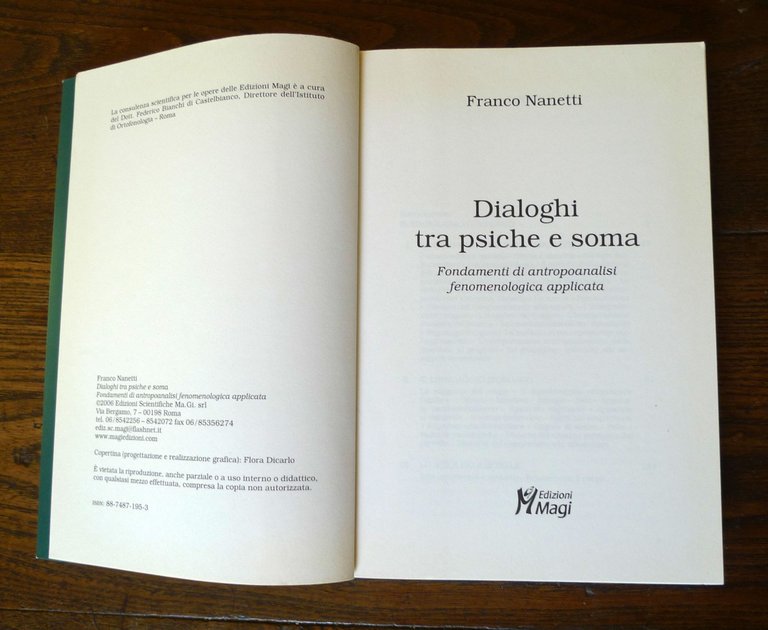 La consulenza scientifica per le opere delle Edizioni Magi è a cura
del Dott. Federico Bianchi di Castelbianco, Direttore dell'Istituto
di Ortofonologia – Roma
Franco Nanetti
Dialoghi tra psiche e soma
Fondamenti di antropoanalisi fenomenologica applicata
©2006 Edizioni Scientifiche Ma.Gi. srl
Via Bergamo, 7 – 00198 Roma
tel. 06/8542256 – 8542072 fax 06/85356274
ediz.sc.magi@flashnet.it
www.magiedizioni.com
Copertina (progettazione e realizzazione grafica): Flora Dicarlo
È vietata la riproduzione, anche parziale o a uso interno o didattico,
con qualsiasi mezzo effettuata, compresa la copia non autorizzata.
ISBN: 88-7487-195-3
Franco Nanetti
Dialoghi
tra psiche e soma
Fondamenti di antropoanalisi
fenomenologica applicata
Edizioni
Magi